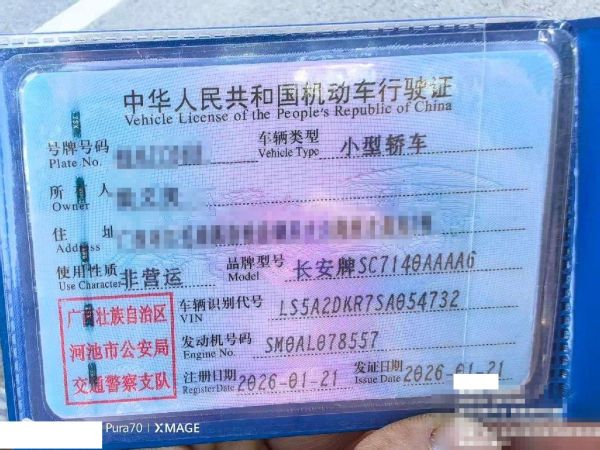 中华人民共和国机动车行驶证
Vehicle License of the People's Republic of China
号牌号码
Plate No.
车辆类型 小型轿车
Vehicle Type
所有人
Owner
住址
Address
使用性质 非营运
Use Character
品牌型号 长安牌SC7140AAAA6
Model
广西壮族自治区
河池市公安局
交通警察支队
车辆识别代号 LS5A2DKR7SA054732
VIN
发动机号码 SM0AL078557
Engine No.
注册日期 2026-01-21
Register Date
发证日期 2026-01-21
Issue Date
Pura70 | XMAGE